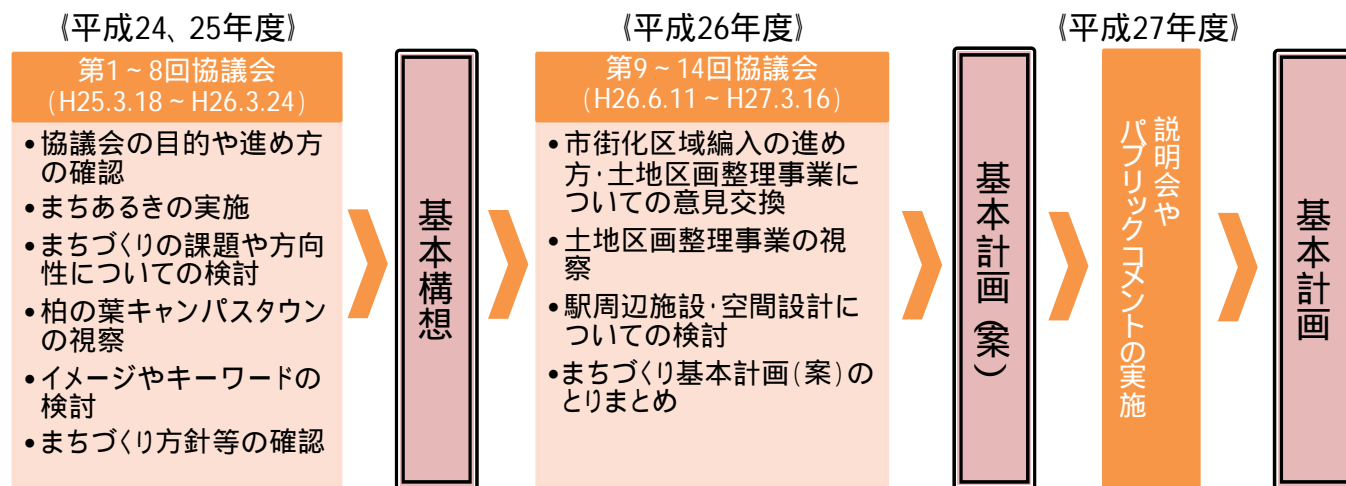 《平成24、25年度》
第1~8回協議会
(H25.3.18~H26.3.24)
•協議会の目的や進め方
の確認
•まちあるきの実施
•まちづくりの課題や方向
性についての検討
•柏の葉キャンパスタウン
の視察
•イメージやキーワードの
検討
•まちづくり方針等の確認
基本構想
《平成26年度》
第9~14回協議会
(H26.6.11~H27.3.16)
•市街化区域編入の進め
方・土地区画整理事業に
ついての意見交換
•土地区画整理事業の視
察
•駅周辺施設・空間設計に
ついての検討
•まちづくり基本計画(案)の
とりまとめ
基本計画(案)
《平成27年度》
説明会や
パブリックコメントの実施
基本計画